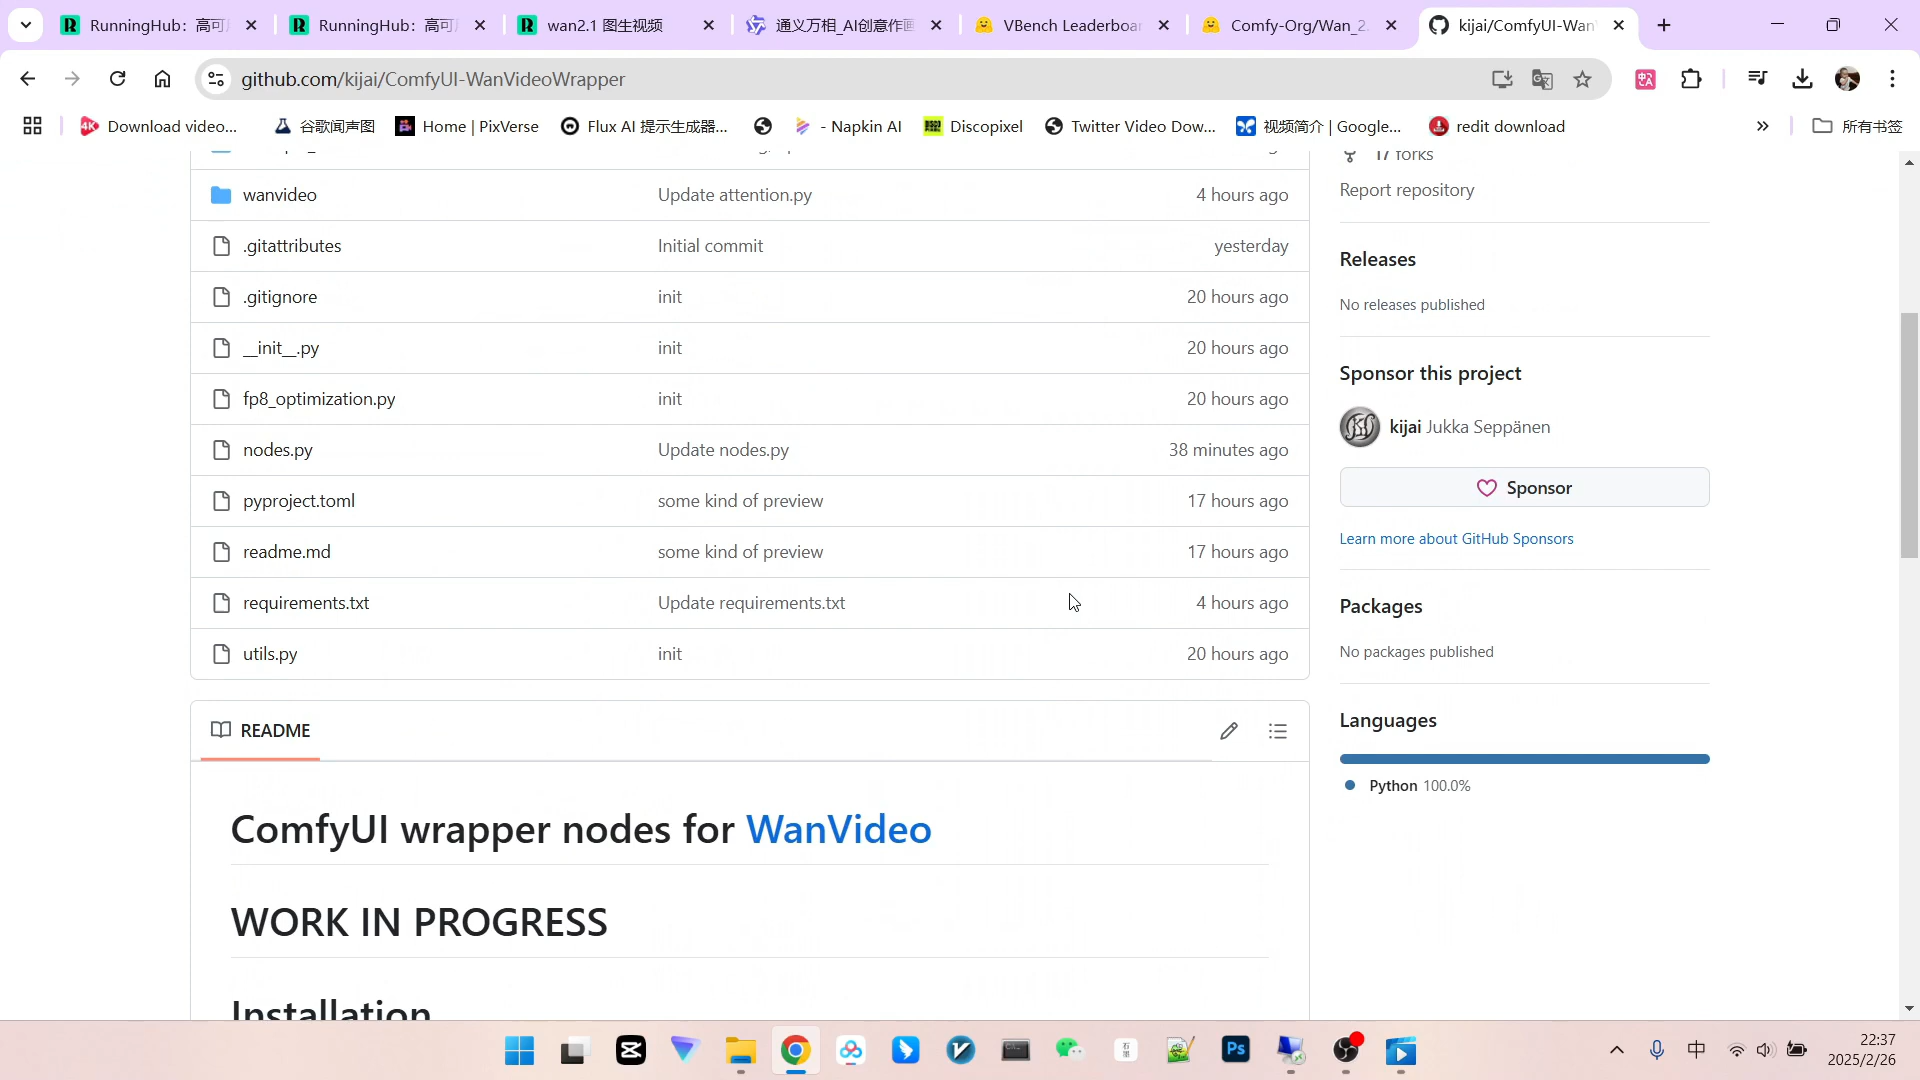 RunningHub：高可
RunningHub：高可
wan2.1 图生视频
通义万相_AI创意作画
VBench Leaderboar
Comfy-Org/Wan_2.
kijai/ComfyUI-Wan
github.com/kijai/ComfyUI-WanVideoWrapper
Download video...
谷歌闻声图
Home | PixVerse
Flux AI 提示生成器...
- Napkin AI
Discopixel
Twitter Video Dow...
视频简介 | Google...
redit download
所有书签
17 forks
wanvideo Update attention.py 4 hours ago
Report repository
.gitattributes Initial commit yesterday
Releases
.gitignore init 20 hours ago
No releases published
__init__.py init 20 hours ago
Sponsor this project
fp8_optimization.py init 20 hours ago
kijai Jukka Seppänen
nodes.py Update nodes.py 38 minutes ago
Sponsor
pyproject.toml some kind of preview 17 hours ago
Learn more about GitHub Sponsors
readme.md some kind of preview 17 hours ago
requirements.txt Update requirements.txt 4 hours ago
Packages
utils.py init 20 hours ago
No packages published
README
Languages
Python 100.0%
ComfyUI wrapper nodes for WanVideo
WORK IN PROGRESS
Installation
Ps
中
22:37
2025/2/26